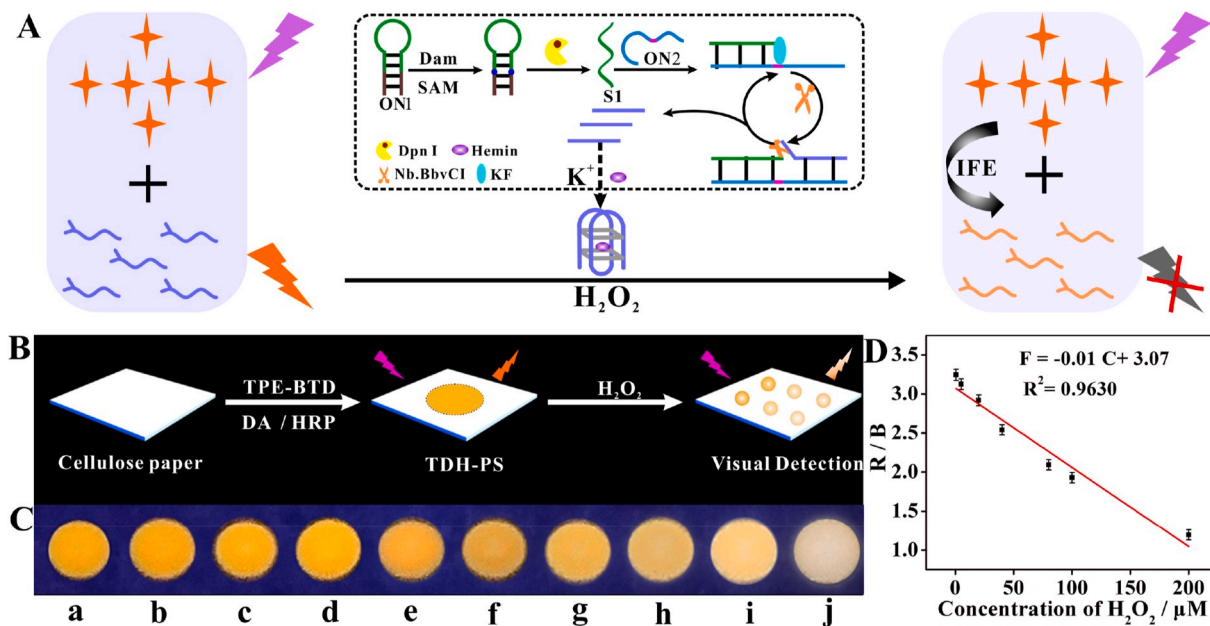 A
Dam
SAM
ON1
S1
ON2
Dpn I
Hemin
Nb.BbvCI
KF
K⁺
H₂O₂
IFE
B
TPE-BTD
DA / HRP
H₂O₂
Cellulose paper
TDH-PS
Visual Detection
C
a b c d e f g h i j
D
F = -0.01 C+ 3.07
R²= 0.9630
R / B
3.5
3.0
2.5
2.0
1.5
1.0
0 50 100 150 200
Concentration of H₂O₂ / µM